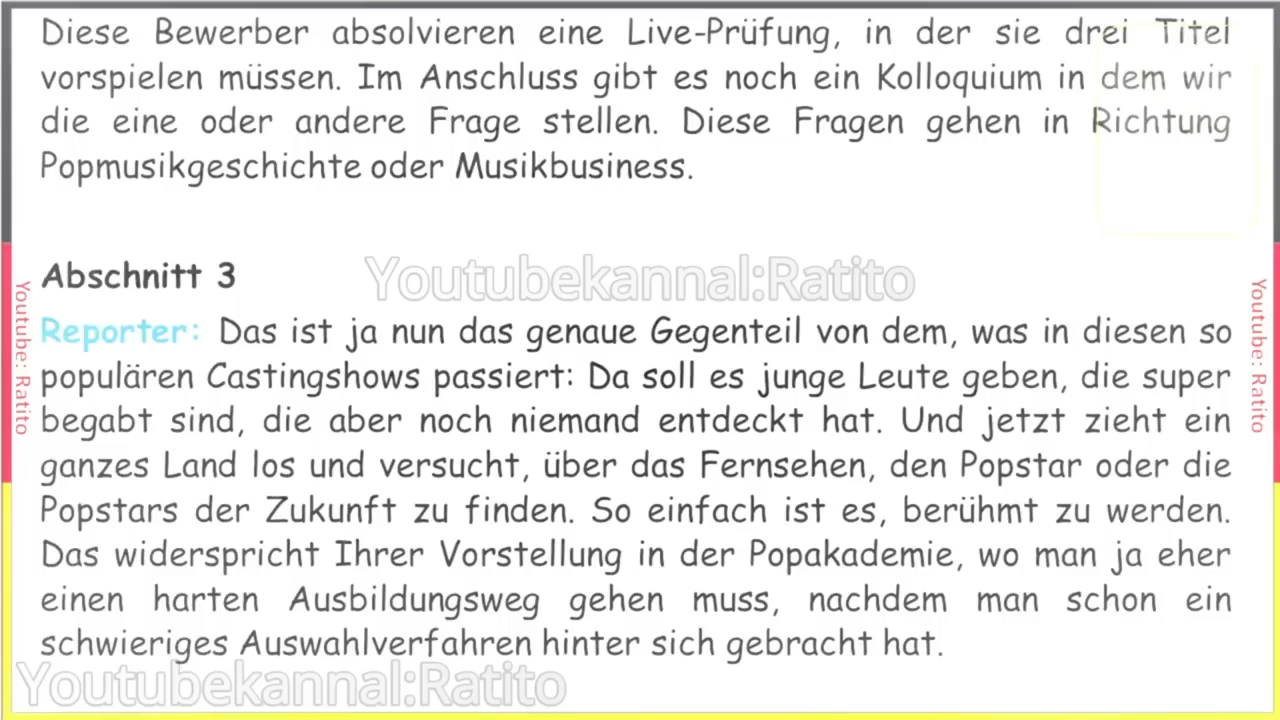 Diese Bewerber absolvieren eine Live-Prüfung, in der sie drei Titel
vorspielen müssen. Im Anschluss gibt es noch ein Kolloquium in dem wir
die eine oder andere Frage stellen. Diese Fragen gehen in Richtung
Popmusikgeschichte oder Musikbusiness.
Abschnitt 3
Youtubekannal:Ratito
Reporter: Das ist ja nun das genaue Gegenteil von dem, was in diesen so
populären Castingshows passiert: Da soll es junge Leute geben, die super
begabt sind, die aber noch niemand entdeckt hat. Und jetzt zieht ein
ganzes Land los und versucht, über das Fernsehen, den Popstar oder die
Popstars der Zukunft zu finden. So einfach ist es, berühmt zu werden.
Das widerspricht Ihrer Vorstellung in der Popakademie, wo man ja eher
einen harten Ausbildungsweg gehen muss, nachdem man schon ein
schwieriges Auswahlverfahren hinter sich gebracht hat.
Youtubekannal:Ratito
Youtube: Ratito
Youtube: Ratito